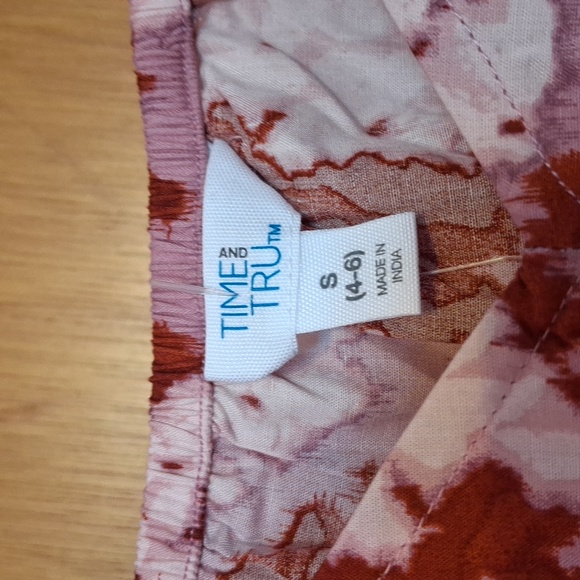 TIME AND
TRU™
S
(4-6)
MADE IN
INDIA